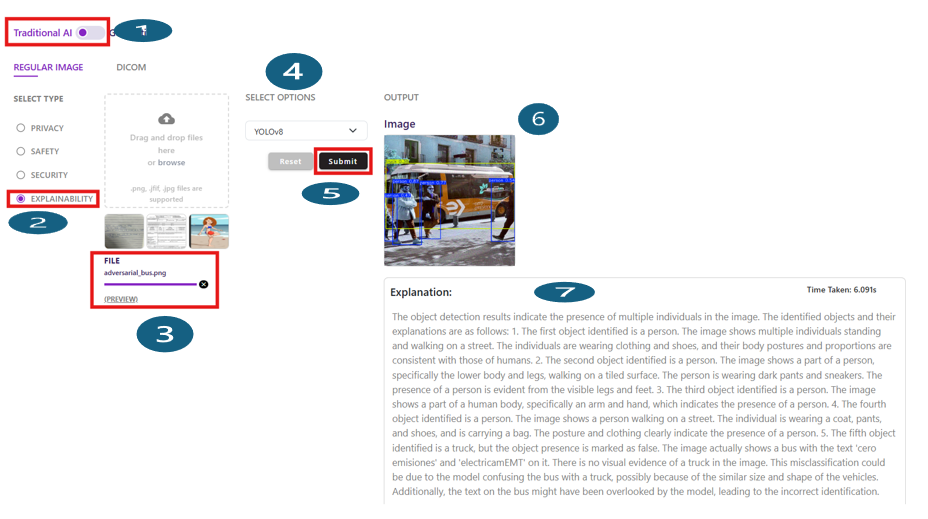 1
Traditional AI
REGULAR IMAGE
DICOM
4
SELECT TYPE
SELECT OPTIONS
OUTPUT
PRIVACY
SAFETY
SECURITY
EXPLAINABILITY
2
Drag and drop files
here
or browse
.png, .jfif, .jpg files are
supported
FILE
adversarial_bus.png
(PREVIEW)
3
YOLOv8
Reset
Submit
5
Image
6
Explanation:
7
Time Taken: 6.091s
The object detection results indicate the presence of multiple individuals in the image. The identified objects and their
explanations are as follows: 1. The first object identified is a person. The image shows multiple individuals standing
and walking on a street. The individuals are wearing clothing and shoes, and their body postures and proportions are
consistent with those of humans. 2. The second object identified is a person. The image shows a part of a person,
specifically the lower body and legs, walking on a tiled surface. The person is wearing dark pants and sneakers. The
presence of a person is evident from the visible legs and feet. 3. The third object identified is a person. The image
shows a part of a human body, specifically an arm and hand, which indicates the presence of a person. 4. The fourth
object identified is a person. The image shows a person walking on a street. The individual is wearing a coat, pants,
and shoes, and is carrying a bag. The posture and clothing clearly indicate the presence of a person. 5. The fifth object
identified is a truck, but the object presence is marked as false. The image actually shows a bus with the text 'cero
emisiones' and 'electricamEMT' on it. There is no visual evidence of a truck in the image. This misclassification could
be due to the model confusing the bus with a truck, possibly because of the similar size and shape of the vehicles.
Additionally, the text on the bus might have been overlooked by the model, leading to the incorrect identification.